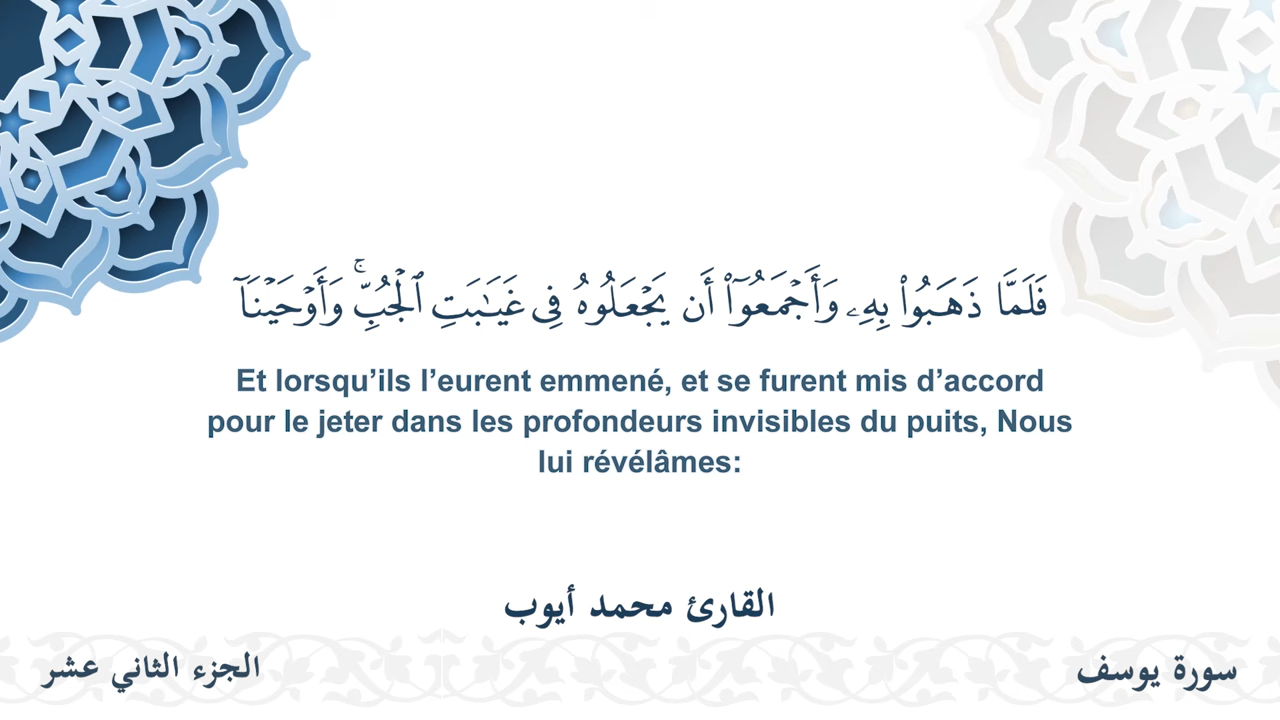 فَلَمَّا ذَهَبُوا۟ بِهِۦ وَأَجْمَعُوٓا۟ أَن يَجْعَلُوهُ فِى غَيَـٰبَتِ ٱلْجُبِّ ۚ وَأَوْحَيْنَآ
Et lorsqu’ils l’eurent emmené, et se furent mis d’accord
pour le jeter dans les profondeurs invisibles du puits, Nous
lui révélâmes:
القارئ محمد أيوب
سورة يوسف
الجزء الثاني عشر